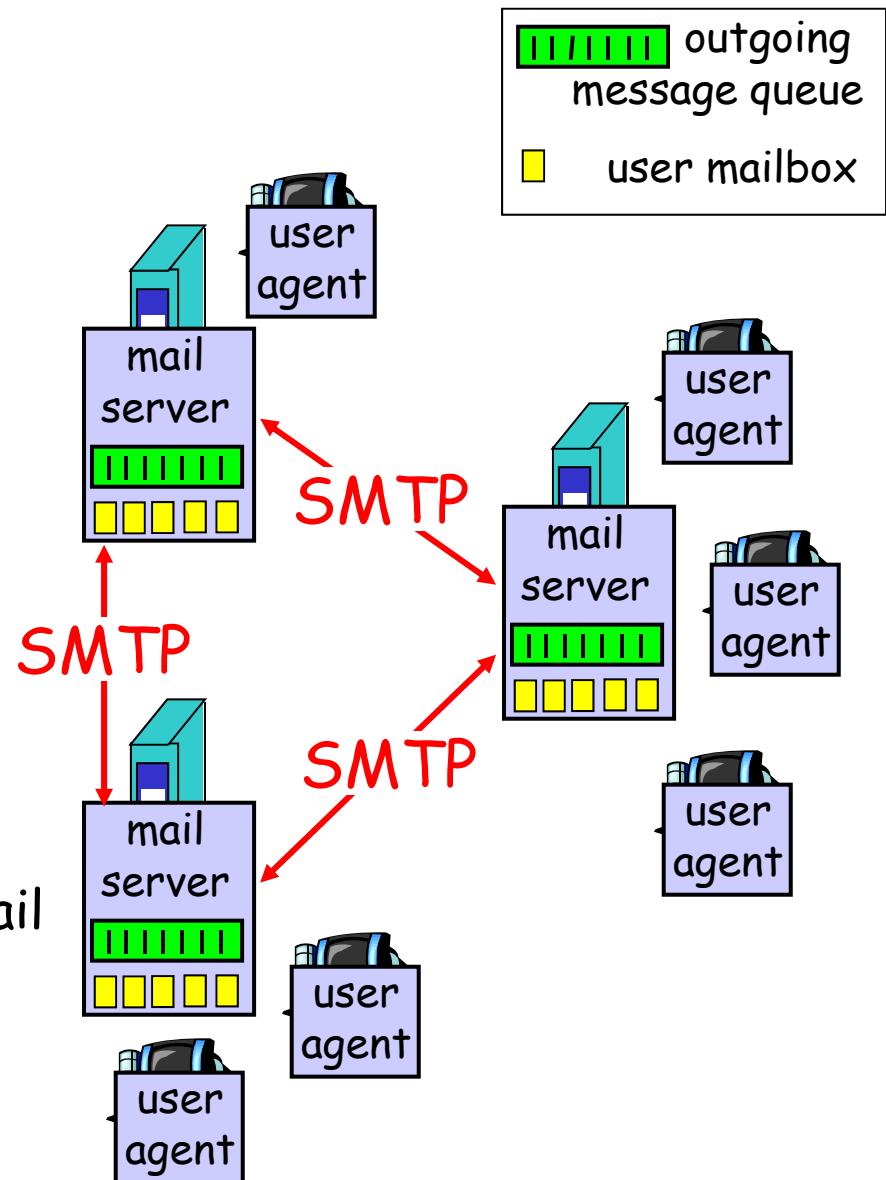 outgoing
message queue
user mailbox
user
agent
mail
server
user
agent
SMTP
mail
server
user
agent
SMTP
SMTP
mail
server
user
agent
ail
user
agent
user
agent